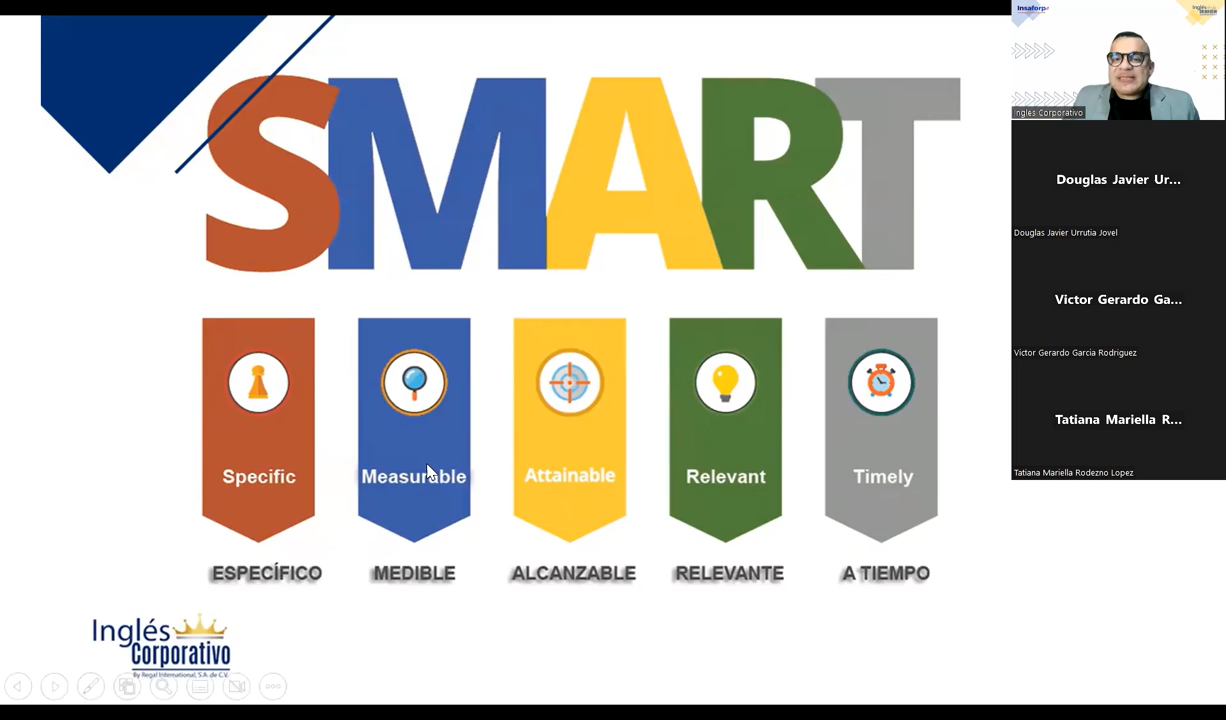 SMART
Specific
Measurable
Attainable
Relevant
Timely
ESPECÍFICO
MEDIBLE
ALCANZABLE
RELEVANTE
A TIEMPO
Inglés
Corporativo
By Regal International, S.A. de C.V.
Insaforp
Ingles Corporativo
Douglas Javier Ur...
Douglas Javier Urrutia Jovel
Victor Gerardo Ga...
Victor Gerardo Garcia Rodriguez
Tatiana Mariella R...
Tatiana Mariella Rodezno Lopez